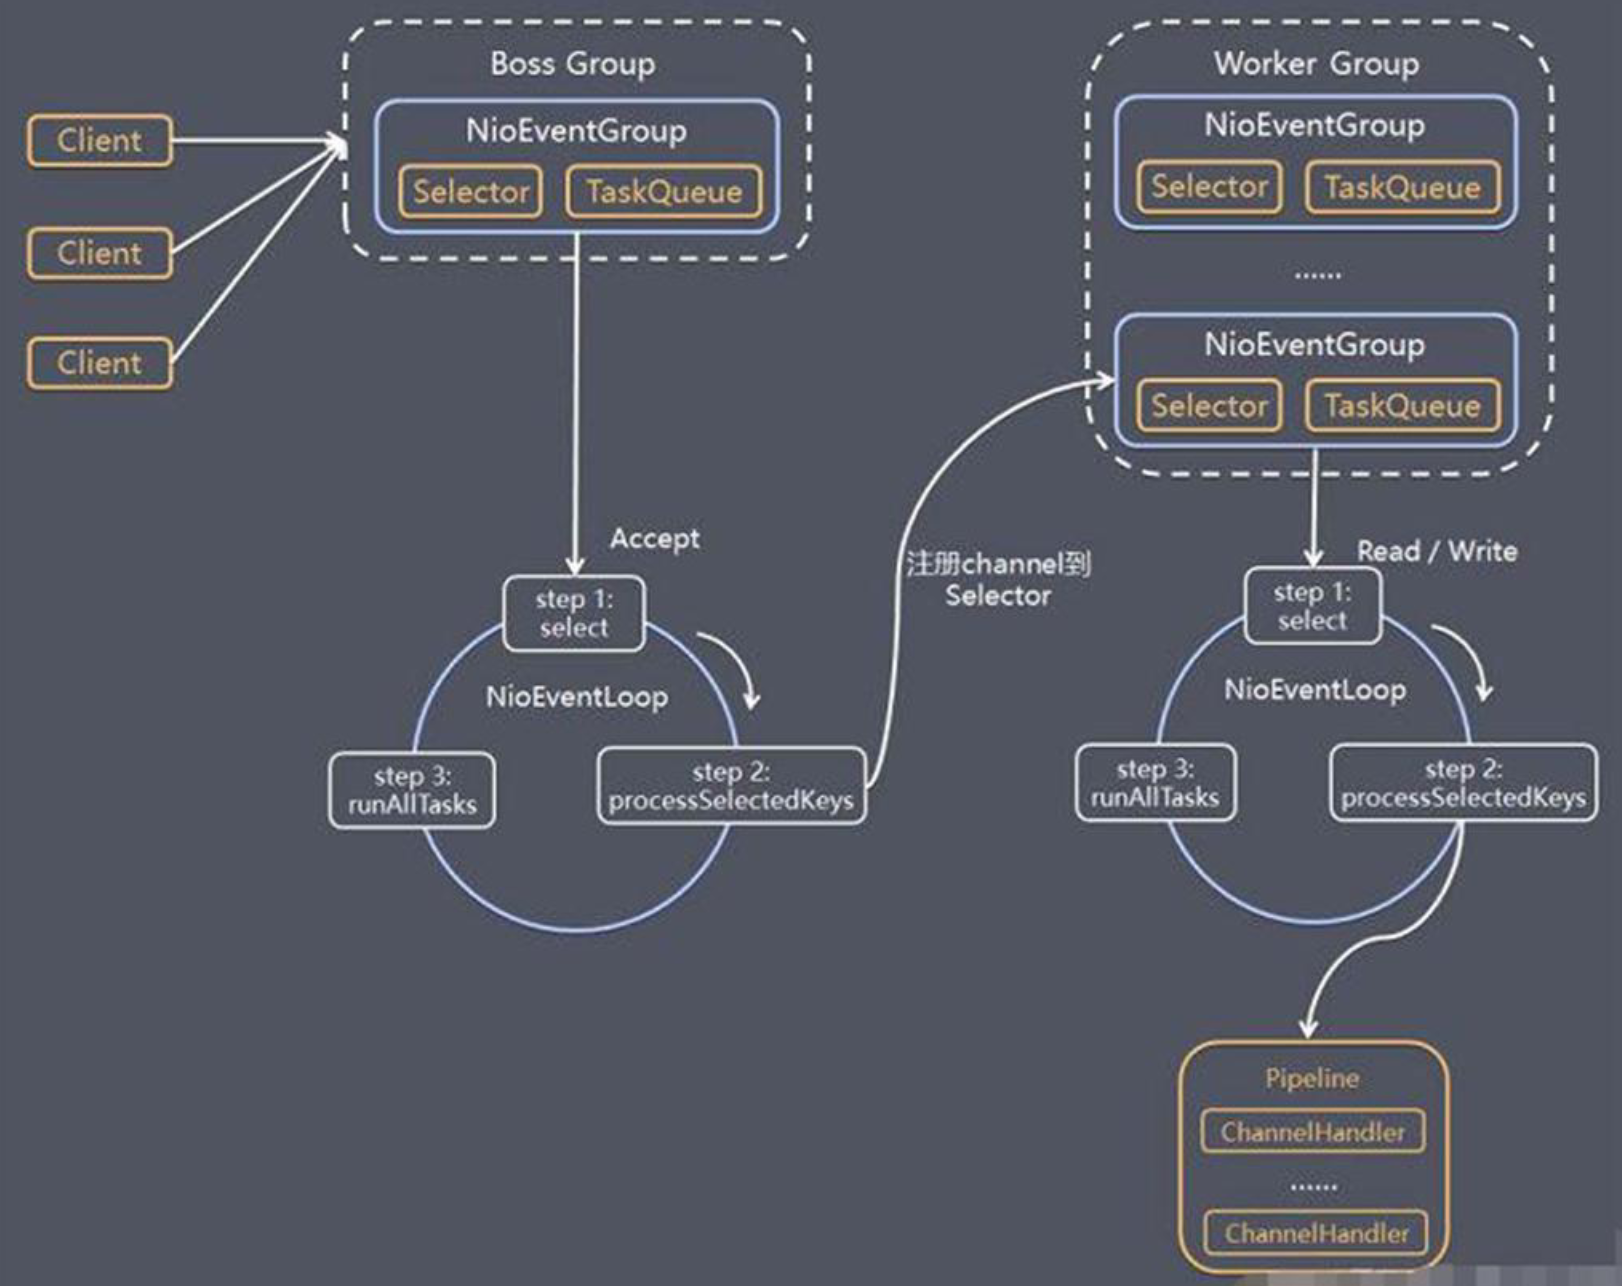 Boss Group
NioEventGroup
Selector
TaskQueue
Client
Client
Client
Worker Group
NioEventGroup
Selector
TaskQueue
......
NioEventGroup
Selector
TaskQueue
Accept
step 1:
select
NioEventLoop
step 2:
processSelectedKeys
step 3:
runAllTasks
注册channel到
Selector
Read / Write
step 1:
select
NioEventLoop
step 2:
processSelectedKeys
step 3:
runAllTasks
Pipeline
ChannelHandler
......
ChannelHandler